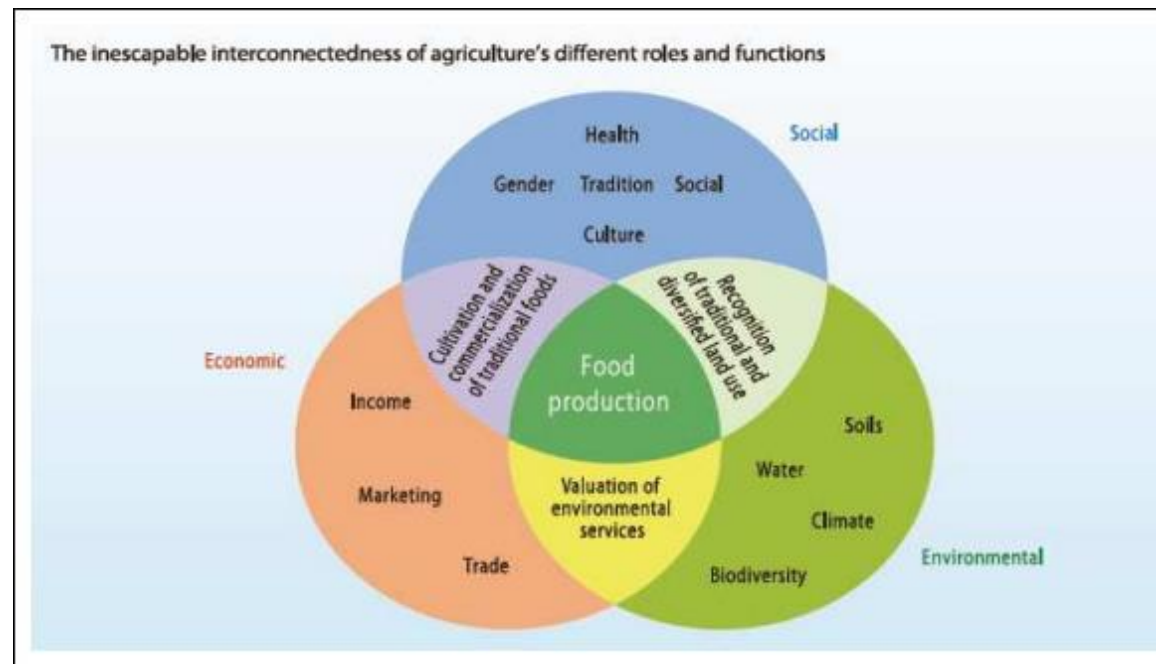 The inescapable interconnectedness of agriculture's different roles and functions
Health
Social
Gender Tradition Social
Culture
Cultivation and
commercialization
of traditional foods
Recognition
of traditional and
diversified land use
Economic
Food
production
Income
Soils
Water
Marketing
Valuation of
environmental
services
Climate
Trade
Biodiversity
Environmental